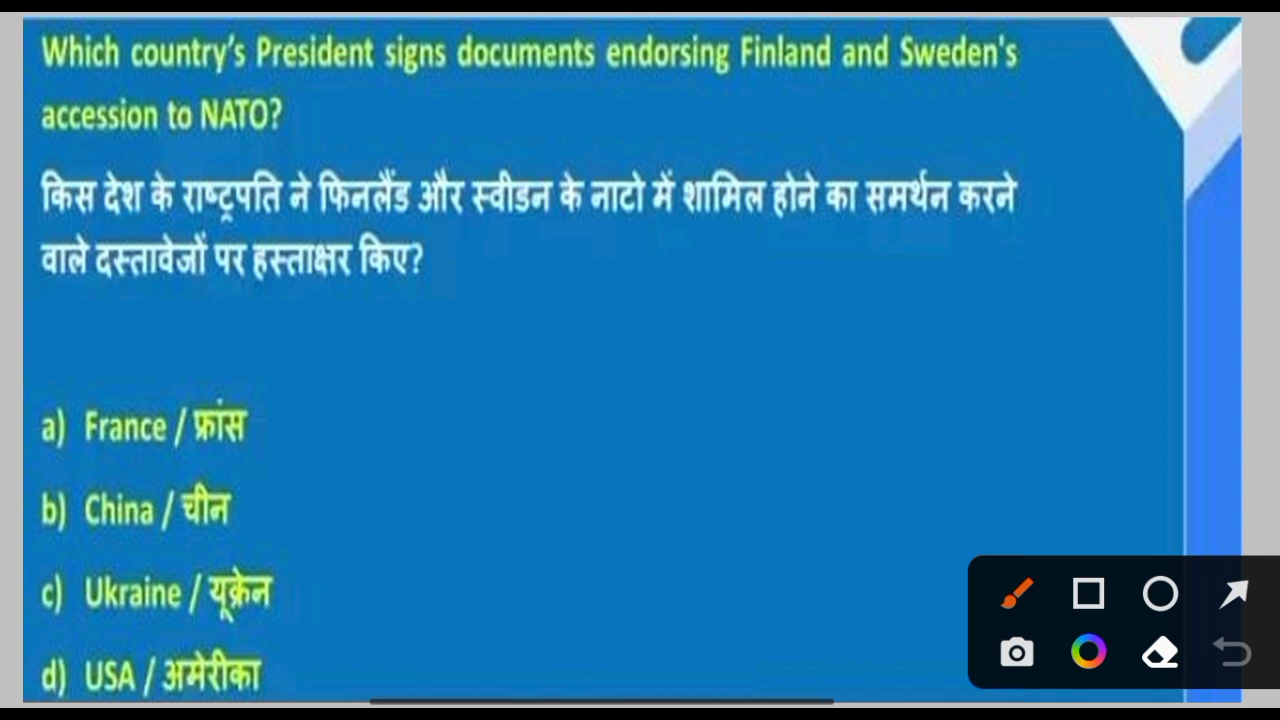 Which country's President signs documents endorsing Finland and Sweden's
accession to NATO?
किस देश के राष्ट्रपति ने फिनलैंड और स्वीडन के नाटो में शामिल होने का समर्थन करने
वाले दस्तावेजों पर हस्ताक्षर किए?
a) France / फ्रांस
b) China / चीन
c) Ukraine / यूक्रेन
d) USA / अमेरीका